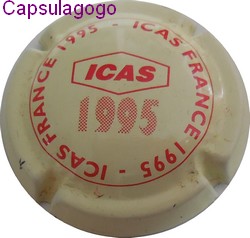 Capsulagogo
ICAS FRANCE 1995 - ICAS FRANCE 1995 -
ICAS
1995